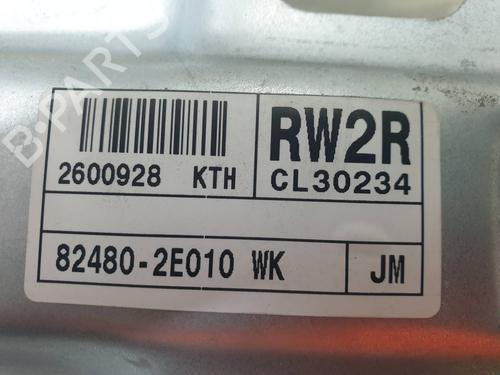 B-PARTS
RW2R
2600928 KTH
CL30234
82480-2E010 WK
JM